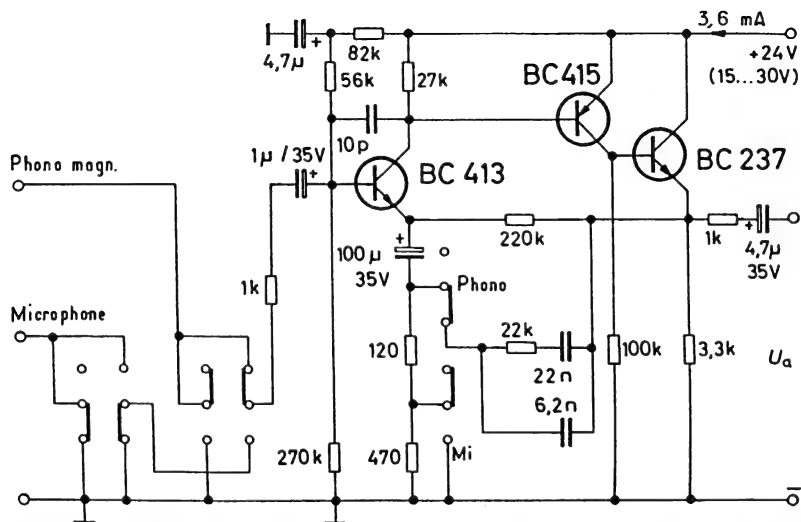 3,6 mA
82k
4,7µ
+24V
(15...30V)
BC415
56k
27k
10p
BC 237
1µ/35V
BC 413
Phono magn.
220k
1k
4,7µ
35V
100µ
35V
1k
Phono
Microphone
22k
120
100k
3,3k
Ua
22n
6,2n
270k
470
Mi